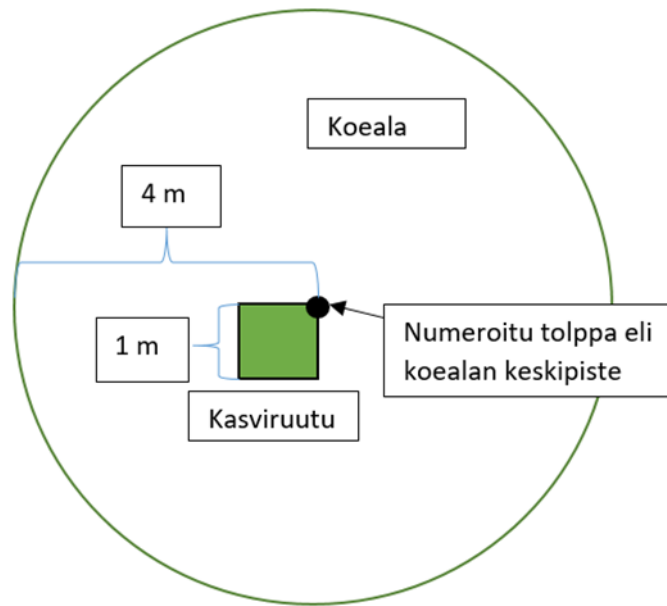 Koeala
4 m
1 m
Numeroitu tolppa eli
koealan keskipiste
Kasviruutu